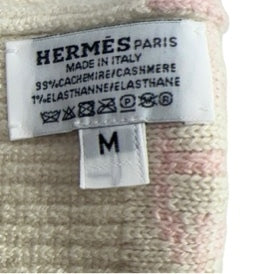 HERMÈS PARIS
MADE IN ITALY
99%CACHEMIRE/CASHMERE
1%ELASTHANNE/ELASTHANE
M